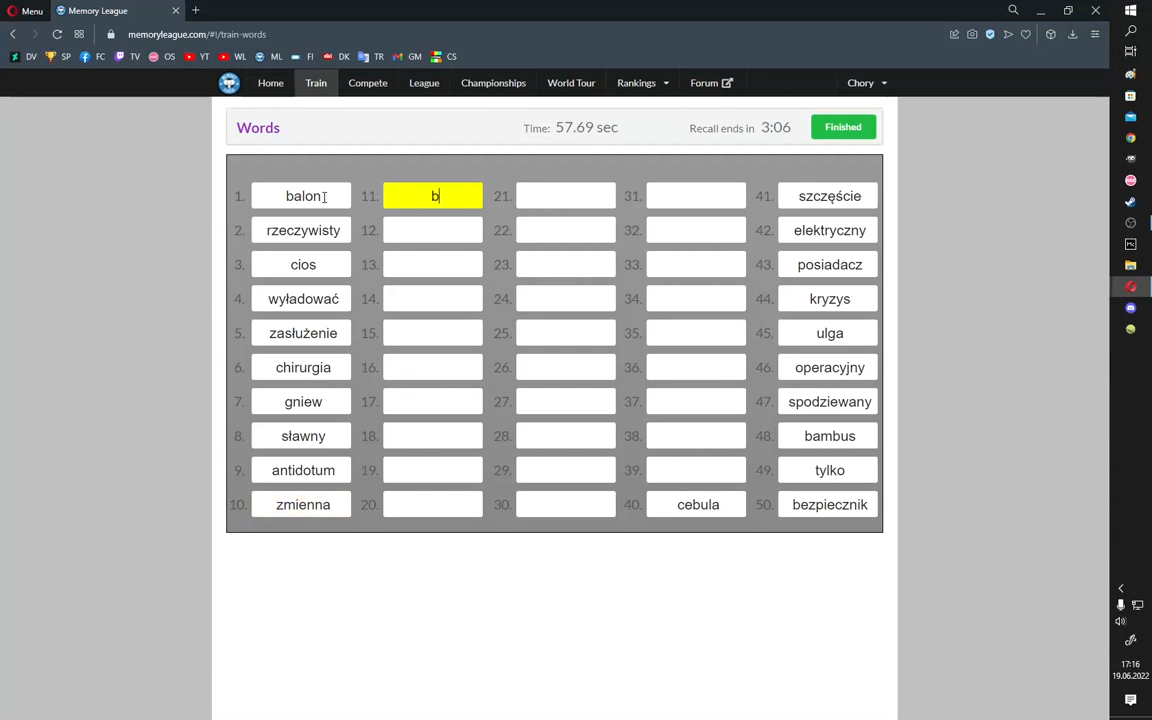 Menu
Memory League
memoryleague.com/#!/train-words
DV SP FC TV OS YT WL ML FI DK TR GM CS
Home Train Compete League Championships World Tour Rankings Forum Chory
Words Time: 57.69 sec Recall ends in 3:06 Finished
1. balon 11. b 21. 31. 41. szczęście
2. rzeczywisty 12. 22. 32. 42. elektryczny
3. cios 13. 23. 33. 43. posiadacz
4. wyładować 14. 24. 34. 44. kryzys
5. zasłużenie 15. 25. 35. 45. ulga
6. chirurgia 16. 26. 36. 46. operacyjny
7. gniew 17. 27. 37. 47. spodziewany
8. sławny 18. 28. 38. 48. bambus
9. antidotum 19. 29. 39. 49. tylko
10. zmienna 20. 30. 40. cebula 50. bezpiecznik
17:16
19.06.2022